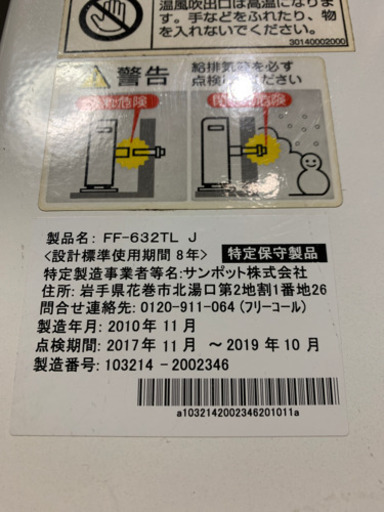 温風吹出口は高温になりま
す。手などをふれたり、物
を入れないでください。
30140002000
警告
給排気筒を必ず
点検 ください
危険
危険
製品名: FF-632TL J
<設計標準使用期間 8年> 特定保守製品
特定製造事業者等名: サンポット株式会社
住所: 岩手県花巻市北湯口第2地割1番地26
問合せ連絡先: 0120-911-064 (フリーコール)
製造年月: 2010年 11月
点検期間: 2017年 11月 ～ 2019年 10月
製造番号: 103214 -2002346
a1032142002346201011a